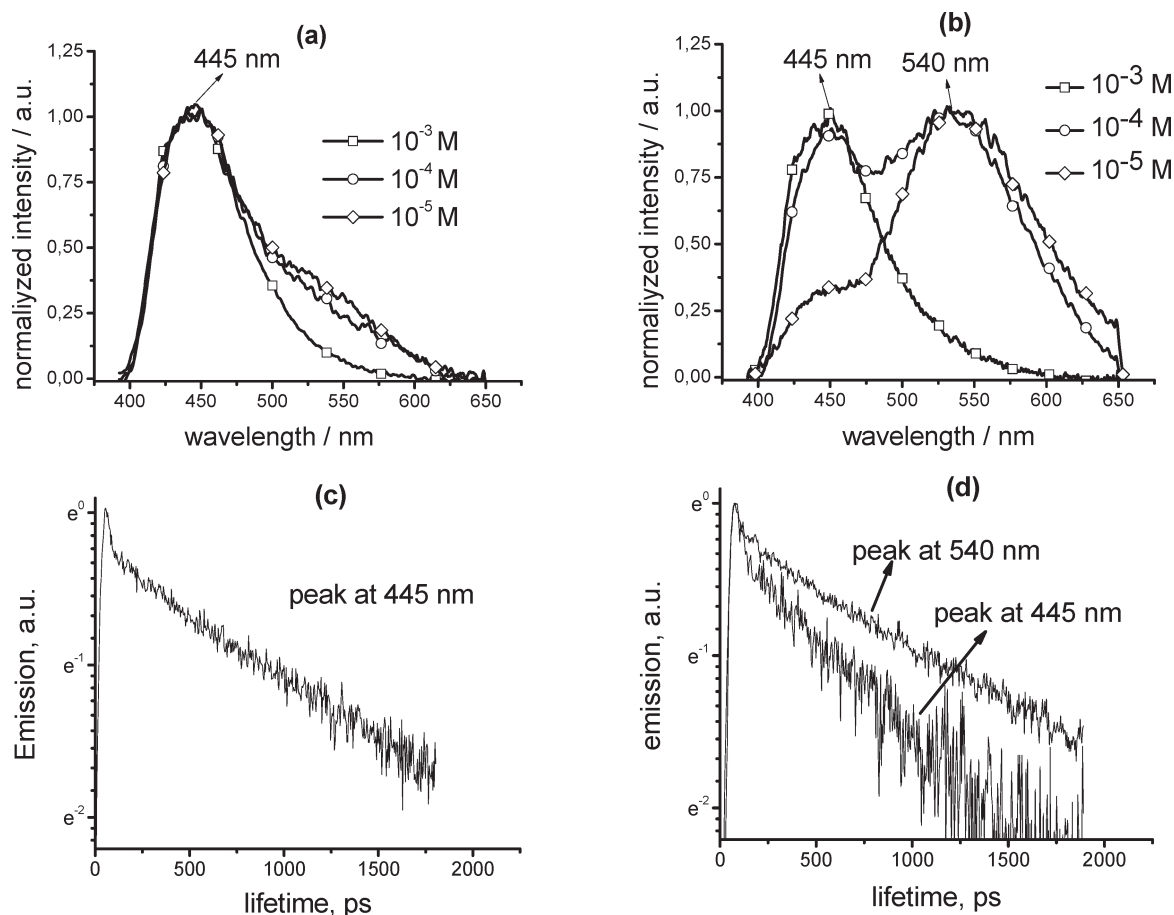 (a)
445 nm
1,25
1,00
0,75
0,50
0,25
0,00
normaliyzed intensity / a.u.
10⁻³ M
10⁻⁴ M
10⁻⁵ M
400 450 500 550 600 650
wavelength / nm
(b)
445 nm
540 nm
1,25
1,00
0,75
0,50
0,25
0,00
normaliyzed intensity / a.u.
10⁻³ M
10⁻⁴ M
10⁻⁵ M
400 450 500 550 600 650
wavelength / nm
(c)
e⁰
e⁻¹
e⁻²
Emission, a.u.
peak at 445 nm
0 500 1000 1500 2000
lifetime, ps
(d)
e⁰
e⁻¹
e⁻²
emission, a.u.
peak at 540 nm
peak at 445 nm
0 500 1000 1500 2000
lifetime, ps